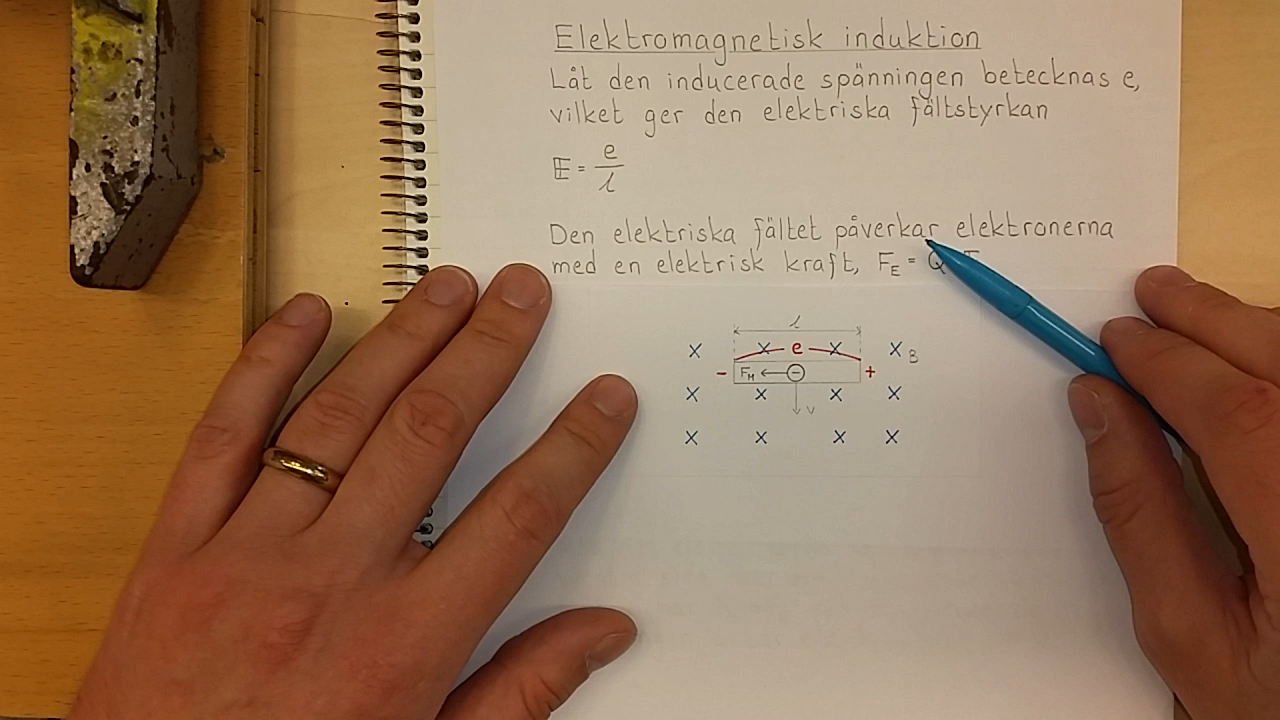 Elektromagnetisk induktion
Låt den inducerade spänningen betecknas e,
vilket ger den elektriska fältstyrkan
E = e / l
Den elektriska fältet påverkar elektronerna
med en elektrisk kraft, F_E = Q
l
x x e x x B
- F_M ← ⊖ +
x x x x
v
x x x x